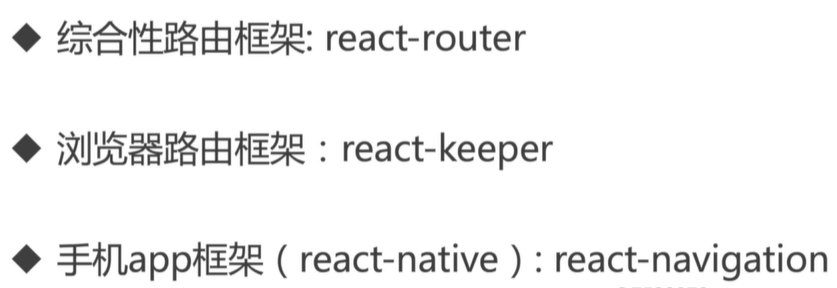 ◆ 综合性路由框架: react-router
◆ 浏览器路由框架：react-keeper
◆ 手机app框架（react-native）: react-navigation